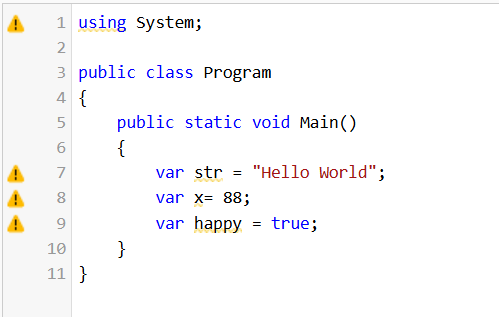 1 using System;
2
3 public class Program
4 {
5     public static void Main()
6     {
7         var str = "Hello World";
8         var x= 88;
9         var happy = true;
10     }
11 }